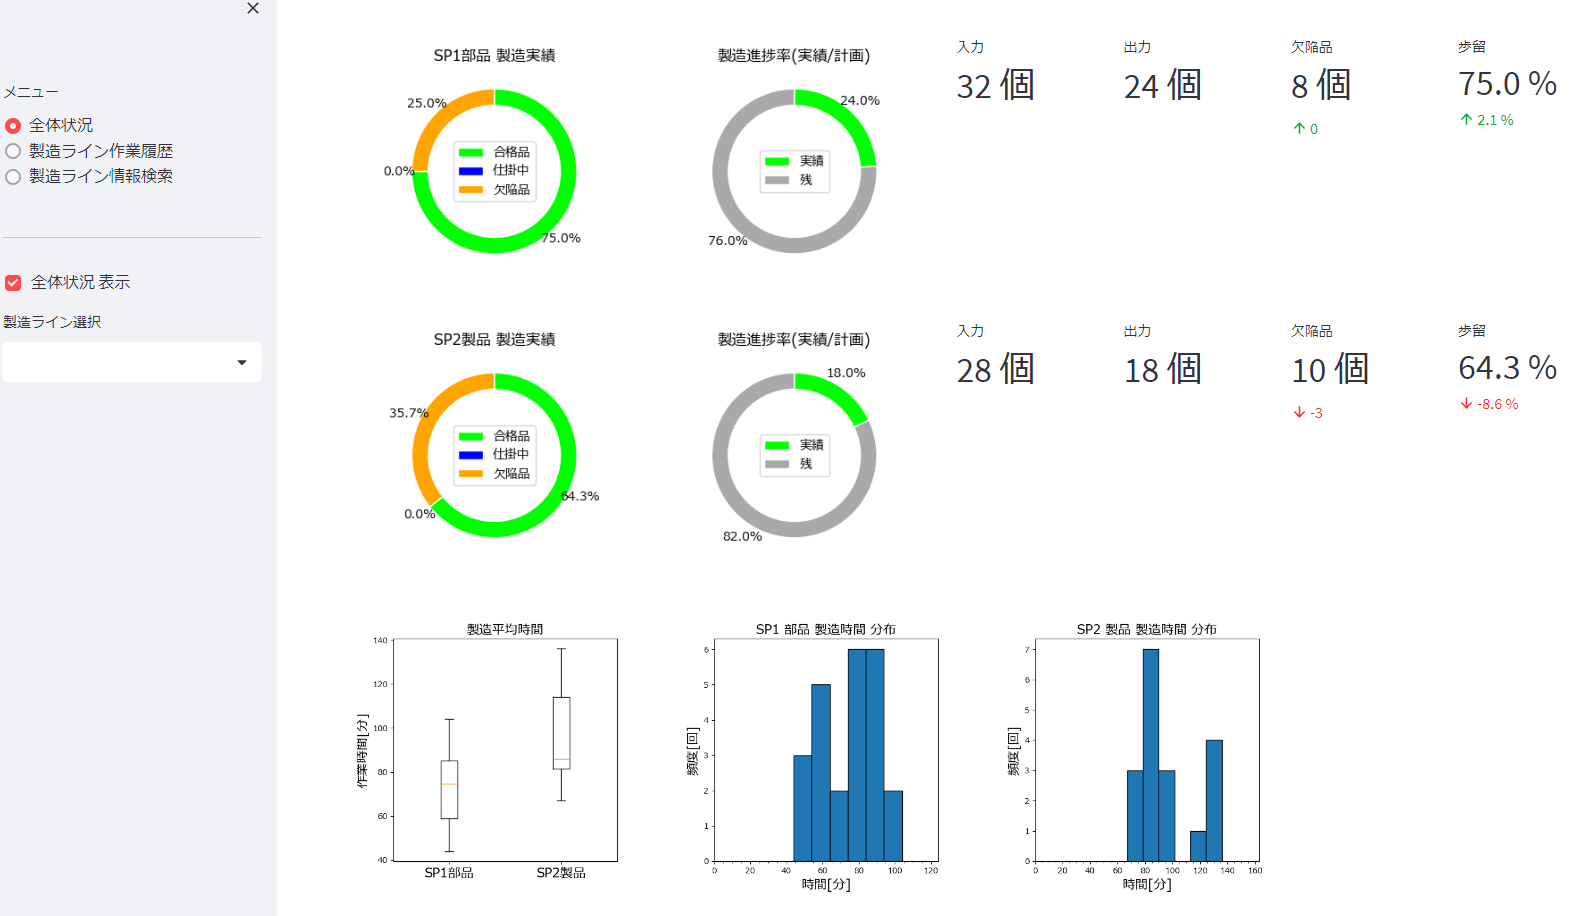 ×
メニュー
全体状況
製造ライン作業履歴
製造ライン情報検索
全体状況 表示
製造ライン選択
SP1部品 製造実績
25.0%
0.0%
75.0%
合格品
仕掛中
欠陥品
製造進捗率(実績/計画)
24.0%
76.0%
実績
残
入力
32 個
出力
24 個
欠陥品
8 個
↑ 0
歩留
75.0 %
↑ 2.1 %
SP2製品 製造実績
35.7%
0.0%
64.3%
合格品
仕掛中
欠陥品
製造進捗率(実績/計画)
18.0%
82.0%
実績
残
入力
28 個
出力
18 個
欠陥品
10 個
↓ -3
歩留
64.3 %
↓ -8.6 %
製造平均時間
作業時間[分]
140
120
100
80
60
40
SP1部品
SP2製品
SP1 部品 製造時間 分布
頻度[回]
6
5
4
3
2
1
0
0 20 40 60 80 100 120
時間[分]
SP2 製品 製造時間 分布
頻度[回]
7
6
5
4
3
2
1
0
0 20 40 60 80 100 120 140 160
時間[分]